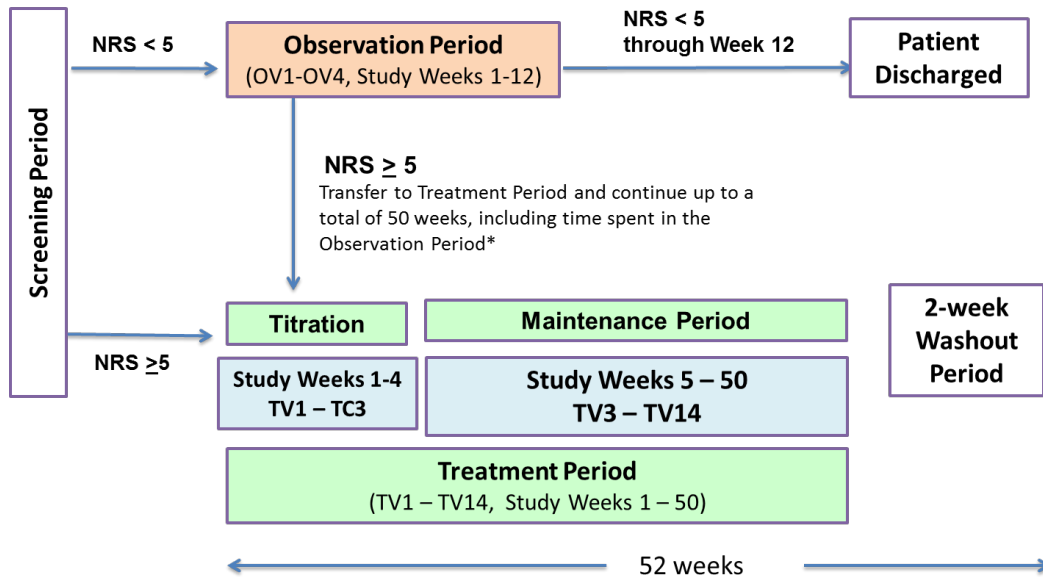 Screening Period
NRS < 5
Observation Period
(OV1-OV4, Study Weeks 1-12)
NRS < 5
through Week 12
Patient
Discharged
NRS ≥ 5
Transfer to Treatment Period and continue up to a
total of 50 weeks, including time spent in the
Observation Period*
NRS ≥5
Titration
Maintenance Period
2-week
Washout
Period
Study Weeks 1-4
TV1 – TC3
Study Weeks 5 – 50
TV3 – TV14
Treatment Period
(TV1 – TV14, Study Weeks 1 – 50)
52 weeks